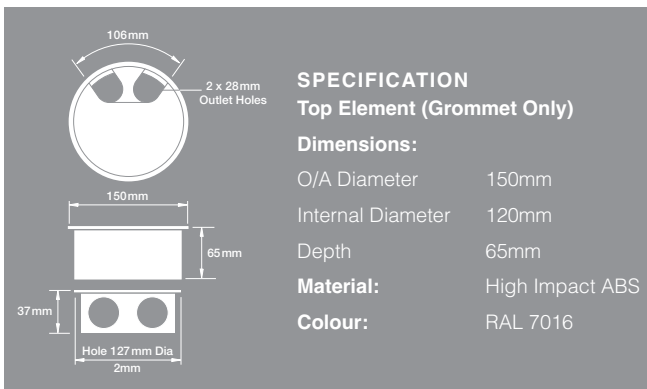 106mm
2 x 28mm
Outlet Holes
150mm
65mm
37mm
Hole 127mm Dia
2mm
SPECIFICATION
Top Element (Grommet Only)
Dimensions:
O/A Diameter 150mm
Internal Diameter 120mm
Depth 65mm
Material: High Impact ABS
Colour: RAL 7016